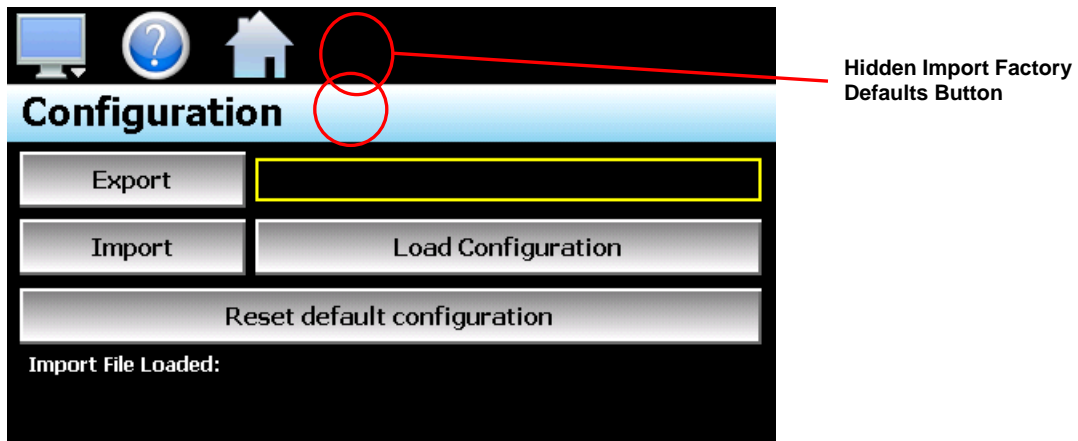 ?
Hidden Import Factory
Defaults Button
Configuration
Export
Import
Load Configuration
Reset default configuration
Import File Loaded: